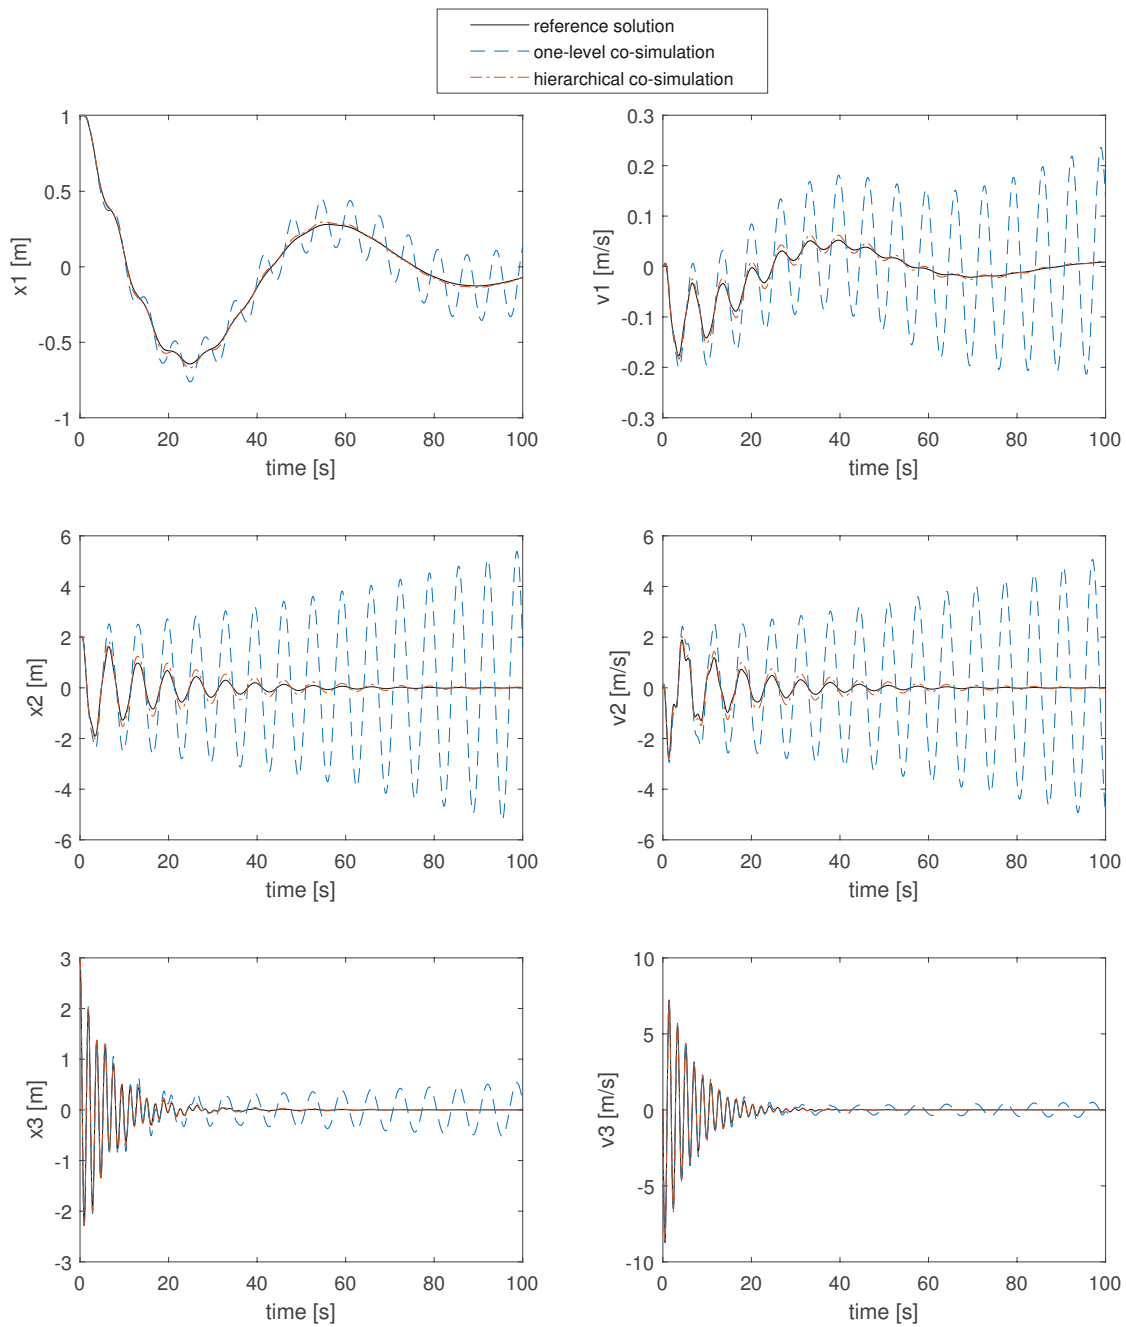 reference solution
one-level co-simulation
hierarchical co-simulation
1
0.5
0
-0.5
-1
x1 [m]
0 20 40 60 80 100
time [s]
0.3
0.2
0.1
0
-0.1
-0.2
-0.3
v1 [m/s]
0 20 40 60 80 100
time [s]
6
4
2
0
-2
-4
-6
x2 [m]
0 20 40 60 80 100
time [s]
6
4
2
0
-2
-4
-6
v2 [m/s]
0 20 40 60 80 100
time [s]
3
2
1
0
-1
-2
-3
x3 [m]
0 20 40 60 80 100
time [s]
10
5
0
-5
-10
v3 [m/s]
0 20 40 60 80 100
time [s]